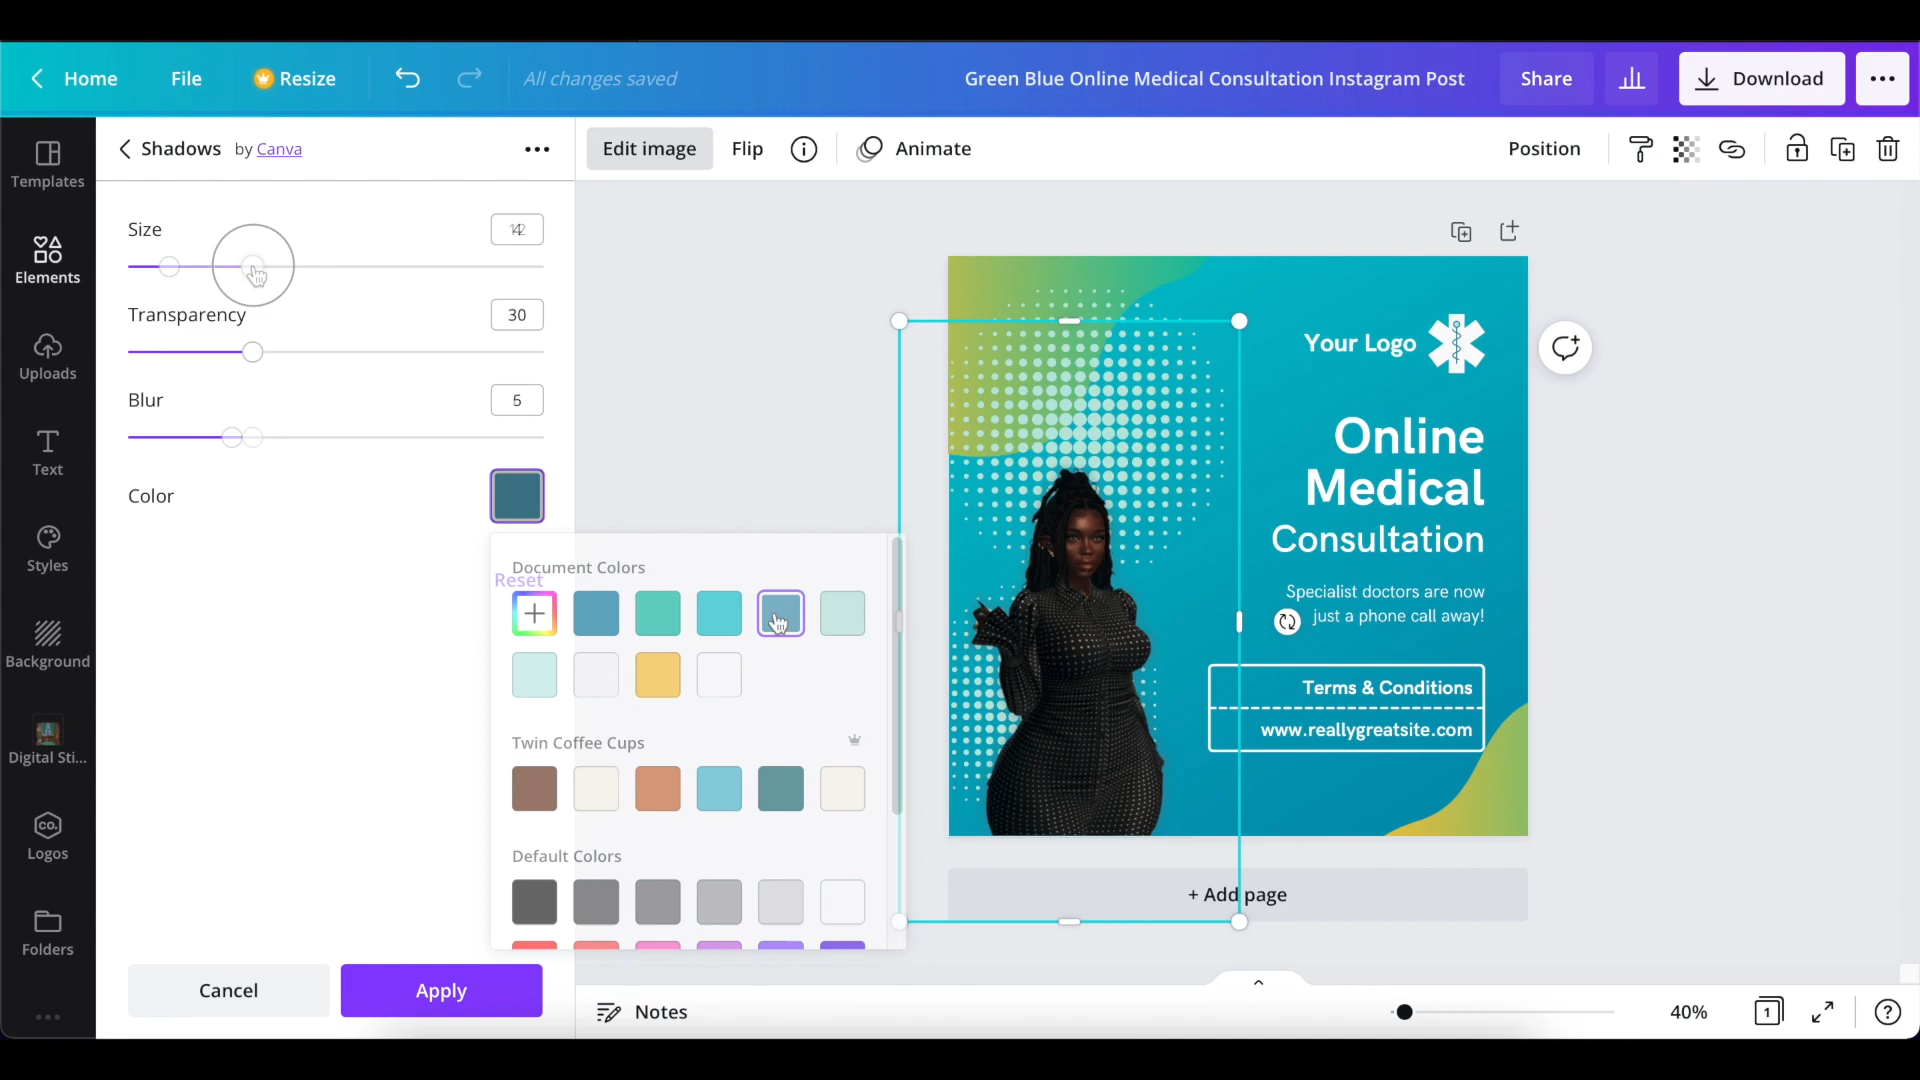 Home
File
Resize
All changes saved
Green Blue Online Medical Consultation Instagram Post
Share
Download
Templates
Elements
Uploads
Text
Styles
Background
Digital Sti...
Logos
Folders
Shadows by Canva
Size
Transparency
30
Blur
5
Color
Reset
Document Colors
Twin Coffee Cups
Default Colors
Cancel
Apply
Edit image
Flip
Animate
Position
Your Logo
Online
Medical
Consultation
Specialist doctors are now
just a phone call away!
Terms & Conditions
www.reallygreatsite.com
+ Add page
Notes
40%
1